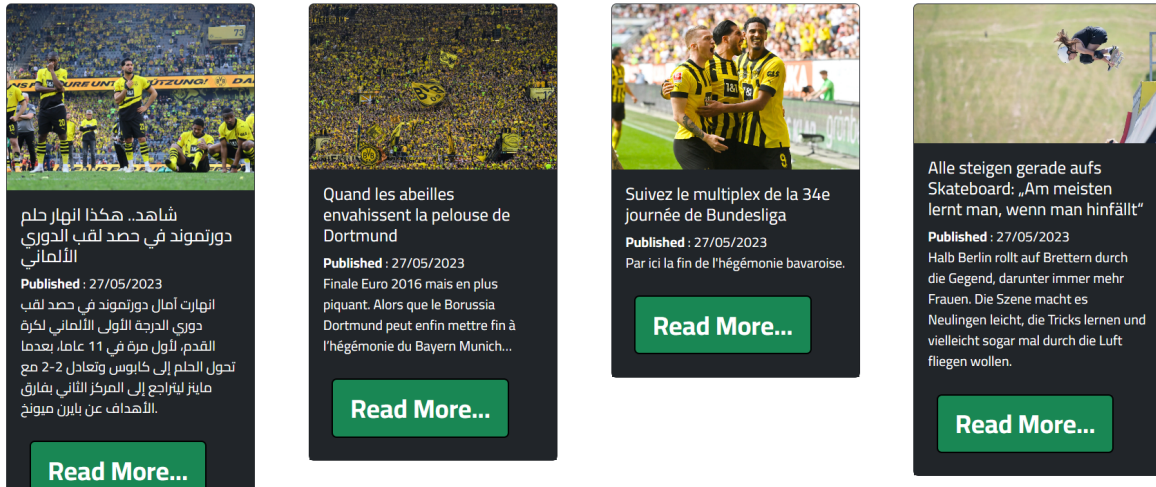 73
UNTERSTÜTZUNG!
شاهد.. هكذا انهار حلم
دورتموند في حصد لقب الدوري
الألماني
Published : 27/05/2023
انهارت آمال دورتموند في حصد لقب
دوري الدرجة الأولى الألماني لكرة
القدم، لأول مرة في 11 عاما، بعدما
تحول الحلم إلى كابوس وتعادل 2-2 مع
ماينز ليتراجع إلى المركز الثاني بفارق
الأهداف عن بايرن ميونخ.
Read More...
Quand les abeilles
envahissent la pelouse de
Dortmund
Published : 27/05/2023
Finale Euro 2016 mais en plus
piquant. Alors que le Borussia
Dortmund peut enfin mettre fin à
l’hégémonie du Bayern Munich...
Read More...
1&1
GLS
9
Suivez le multiplex de la 34e
journée de Bundesliga
Published : 27/05/2023
Par ici la fin de l'hégémonie bavaroise.
Read More...
Alle steigen gerade aufs
Skateboard: „Am meisten
lernt man, wenn man hinfällt“
Published : 27/05/2023
Halb Berlin rollt auf Brettern durch
die Gegend, darunter immer mehr
Frauen. Die Szene macht es
Neulingen leicht, die Tricks lernen und
vielleicht sogar mal durch die Luft
fliegen wollen.
Read More...